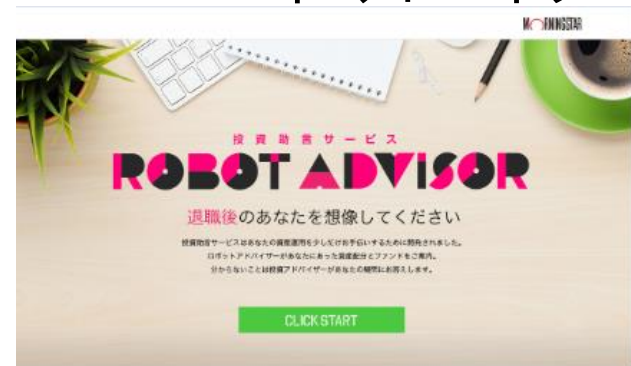 MORNINGSTAR
投資助言サービス
ROBOT ADVISOR
退職後のあなたを想像してください
投資助言サービスはあなたの資産運用を少しだけお手伝いするために開発されました。
ロボットアドバイザーがあなたにあった資産配分とファンドをご案内。
分からないことは投資アドバイザーがあなたの疑問にお答えします。
CLICK START